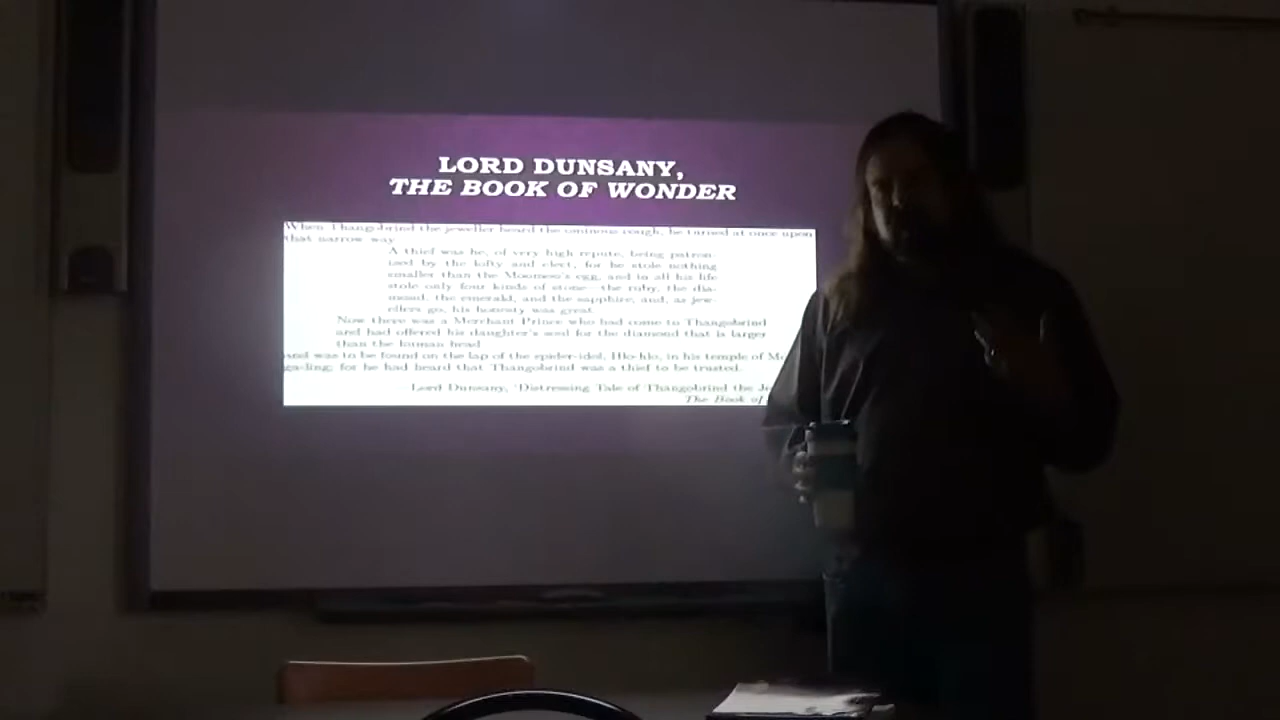 LORD DUNSANY,
THE BOOK OF WONDER
When Thangobrind the jeweller heard the ominous cough, he turned at once upon
that narrow way
A thief was he, of very high repute, being patron
ised by the lofty and elect, for he stole nothing
smaller than the Moomoo's egg, and in all his life
stole only four kinds of stone—the ruby, the dia-
mond, the emerald, and the sapphire, and, as jew-
ellers go, his honesty was great
Now there was a Merchant Prince who had come to Thangobrind
and had offered his daughter's soul for the diamond that is larger
than the human head
and was to be found on the lap of the spider-idol, Hlo-hlo, in his temple of
ga-ling; for he had heard that Thangobrind was a thief to be trusted.
Lord Dunsany, 'Distressing Tale of Thangobrind the
The Book of